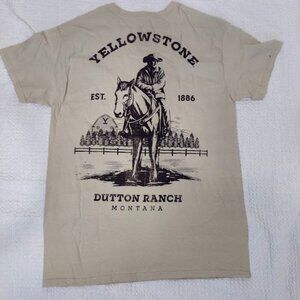 YELLOWSTONE
EST. 1886
Y
DUTTON RANCH
MONTANA